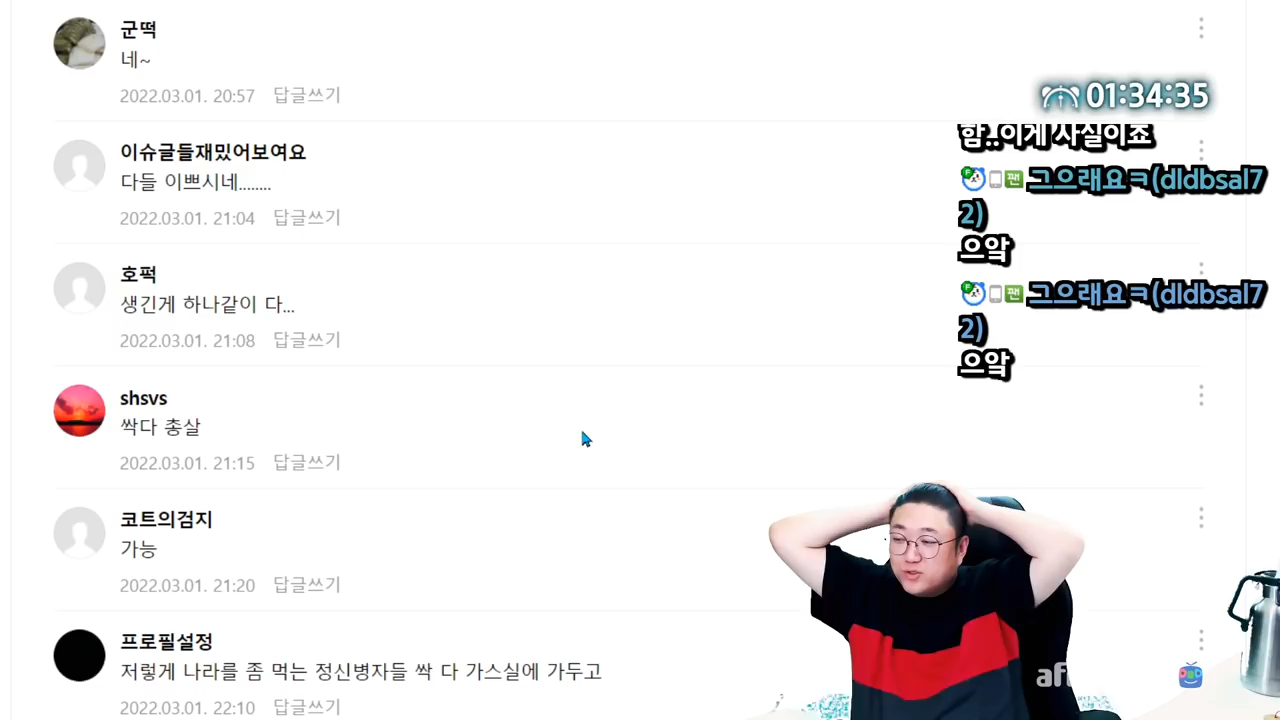 군떡
네~
2022.03.01. 20:57 답글쓰기
이슈글들재밌어보여요
다들 이쁘시네........
2022.03.01. 21:04 답글쓰기
호퍽
생긴게 하나같이 다...
2022.03.01. 21:08 답글쓰기
shsvs
싹다 총살
2022.03.01. 21:15 답글쓰기
코트의검지
가능
2022.03.01. 21:20 답글쓰기
프로필설정
저렇게 나라를 좀 먹는 정신병자들 싹 다 가스실에 가두고
2022.03.01. 22:10 답글쓰기
01:34:35
함..이게 사실이죠
F 팬 그으래요ㅋ(dldbsal7
2)
으앜
F 팬 그으래요ㅋ(dldbsal7
2)
으앜